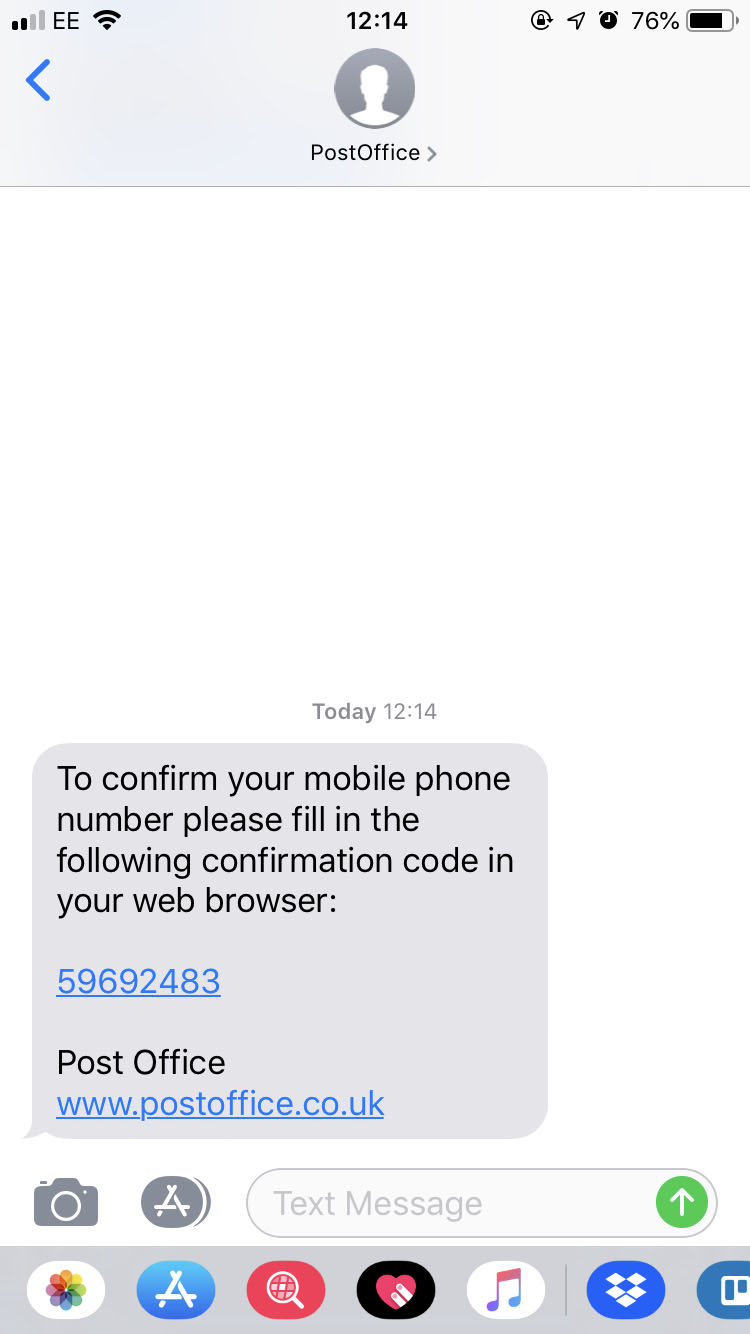 EE 12:14 76%
PostOffice
Today 12:14
To confirm your mobile phone
number please fill in the
following confirmation code in
your web browser:
59692483
Post Office
www.postoffice.co.uk
Text Message